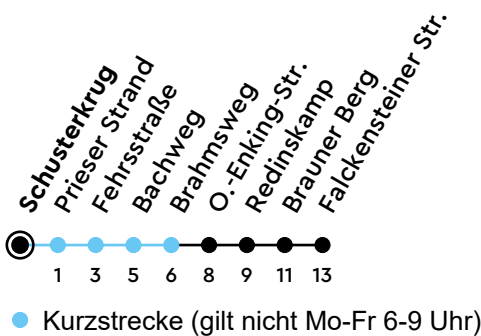 Schusterkrug
Prieser Strand
Fehrsstraße
Bachweg
Brahmsweg
O.-Enking-Str.
Redinskamp
Brauner Berg
Falckensteiner Str.
1 3 5 6 8 9 11 13
Kurzstrecke (gilt nicht Mo-Fr 6-9 Uhr)